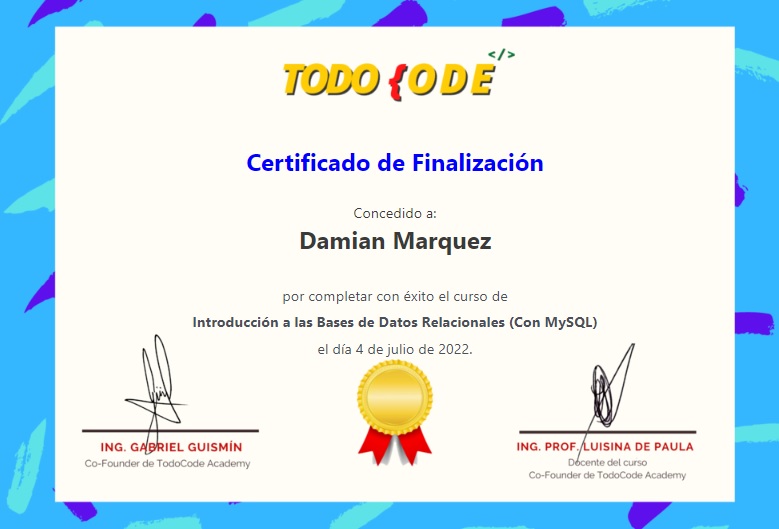 </>
TODO {ODE
Certificado de Finalización
Concedido a:
Damian Marquez
por completar con éxito el curso de
Introducción a las Bases de Datos Relacionales (Con MySQL)
el día 4 de julio de 2022.
ING. GABRIEL GUISMÍN
Co-Founder de TodoCode Academy
ING. PROF. LUISINA DE PAULA
Docente del curso
Co-Founder de TodoCode Academy